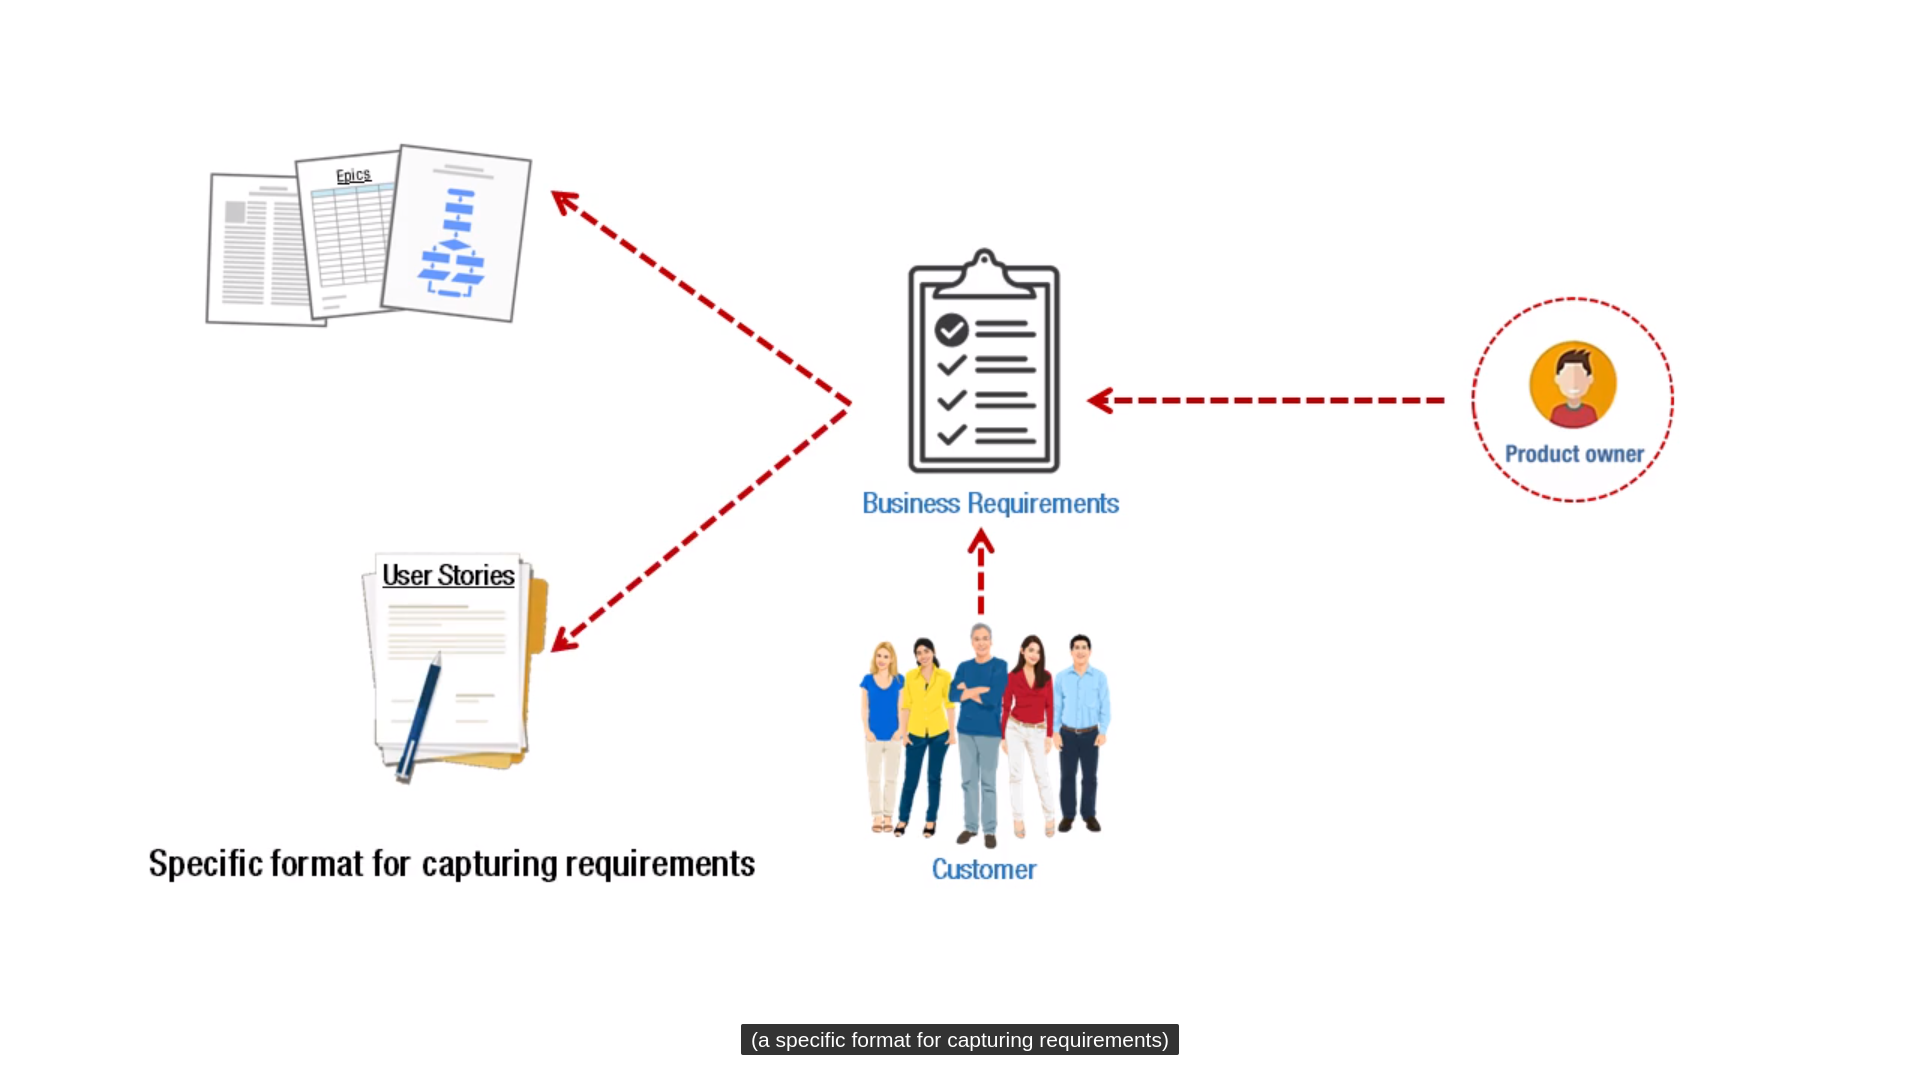 Epics
Business Requirements
Product owner
User Stories
Specific format for capturing requirements
Customer
(a specific format for capturing requirements)